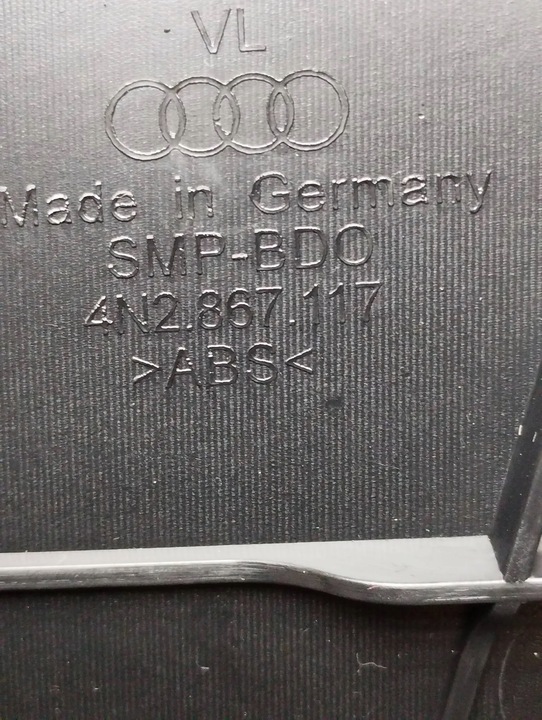 VL
Made in Germany
SMP-BDO
4N2.867.117
>ABS<